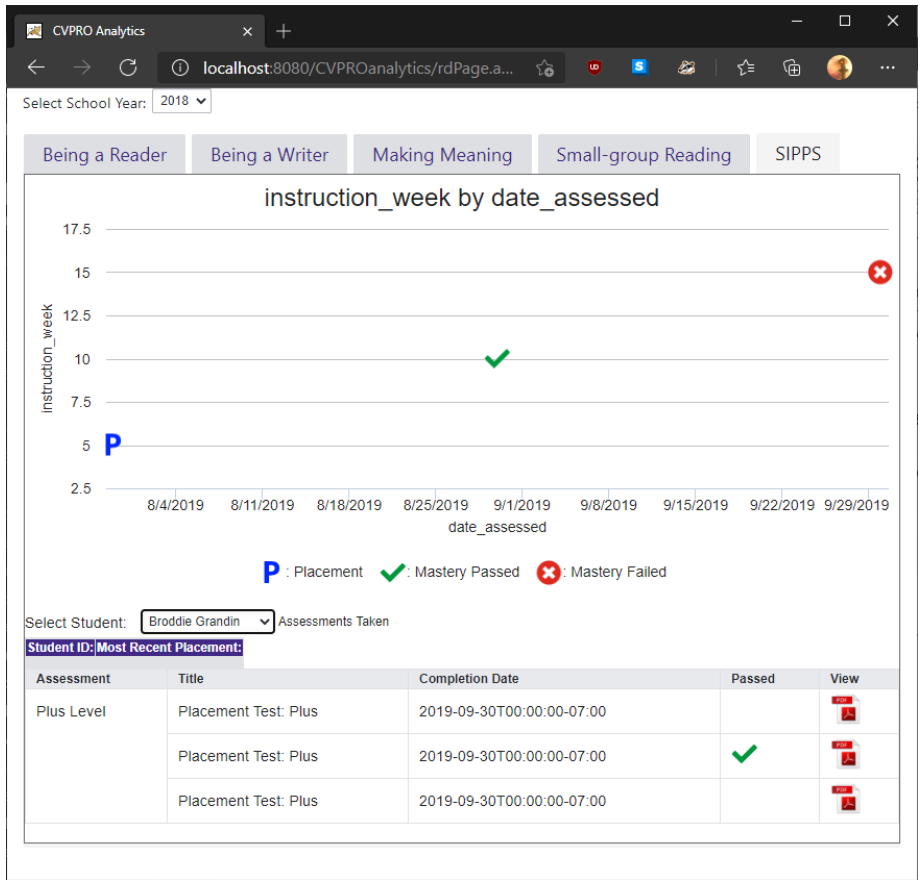 CVPRO Analytics
localhost:8080/CVPROanalytics/rdPage.a...
Select School Year: 2018
Being a Reader Being a Writer Making Meaning Small-group Reading SIPPS
instruction_week by date_assessed
17.5
15
12.5
10
7.5
5
2.5
instruction_week
P
8/4/2019 8/11/2019 8/18/2019 8/25/2019 9/1/2019 9/8/2019 9/15/2019 9/22/2019 9/29/2019
date_assessed
P : Placement : Mastery Passed : Mastery Failed
Select Student: Broddie Grandin Assessments Taken
Student ID: Most Recent Placement:
Assessment Title Completion Date Passed View
Plus Level Placement Test: Plus 2019-09-30T00:00:00-07:00 PDF
Placement Test: Plus 2019-09-30T00:00:00-07:00 PDF
Placement Test: Plus 2019-09-30T00:00:00-07:00 PDF